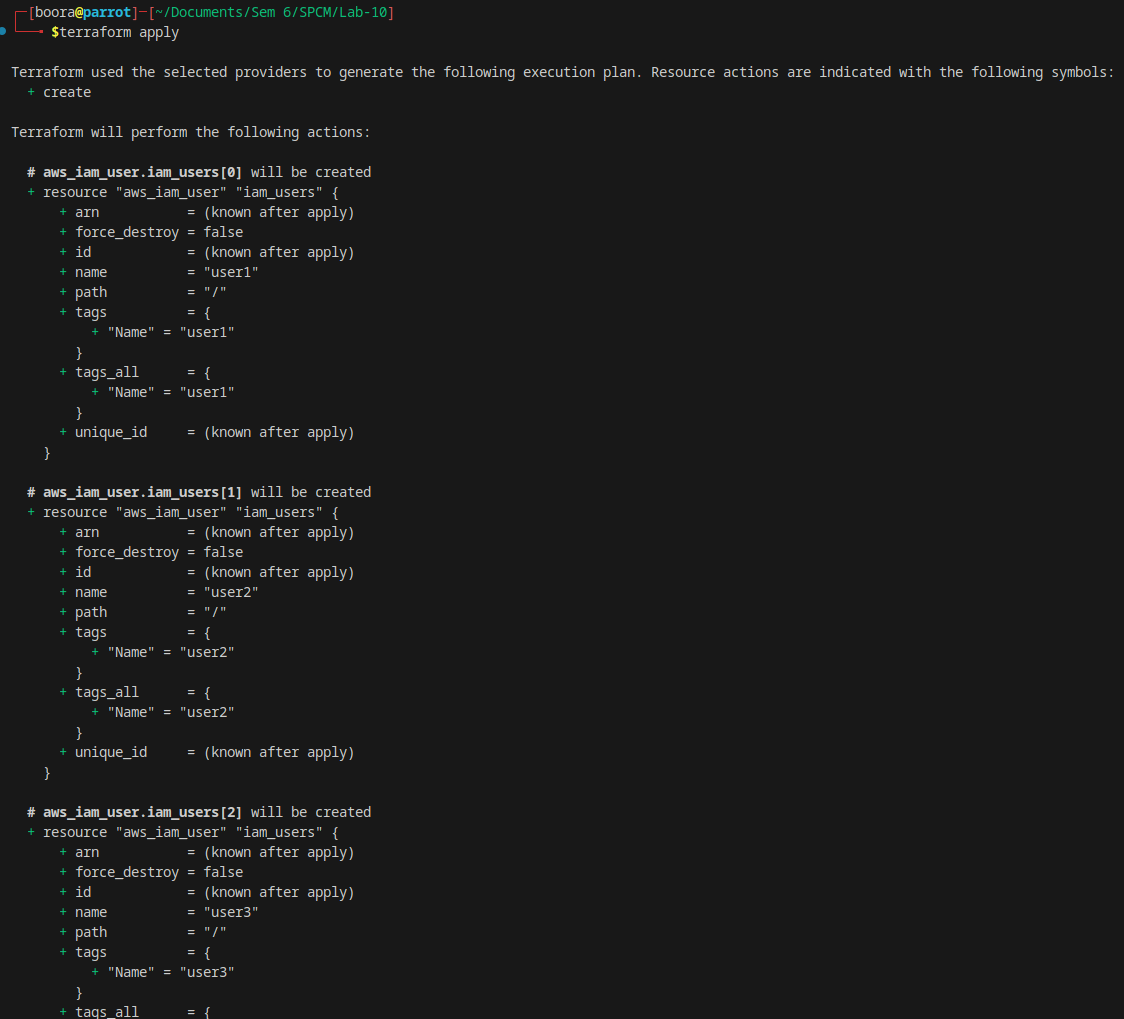 [boora@parrot]-[~/Documents/Sem 6/SPCM/Lab-10]
$terraform apply

Terraform used the selected providers to generate the following execution plan. Resource actions are indicated with the following symbols:
  + create

Terraform will perform the following actions:

  # aws_iam_user.iam_users[0] will be created
  + resource "aws_iam_user" "iam_users" {
      + arn           = (known after apply)
      + force_destroy = false
      + id            = (known after apply)
      + name          = "user1"
      + path          = "/"
      + tags          = {
          + "Name" = "user1"
        }
      + tags_all      = {
          + "Name" = "user1"
        }
      + unique_id     = (known after apply)
    }

  # aws_iam_user.iam_users[1] will be created
  + resource "aws_iam_user" "iam_users" {
      + arn           = (known after apply)
      + force_destroy = false
      + id            = (known after apply)
      + name          = "user2"
      + path          = "/"
      + tags          = {
          + "Name" = "user2"
        }
      + tags_all      = {
          + "Name" = "user2"
        }
      + unique_id     = (known after apply)
    }

  # aws_iam_user.iam_users[2] will be created
  + resource "aws_iam_user" "iam_users" {
      + arn           = (known after apply)
      + force_destroy = false
      + id            = (known after apply)
      + name          = "user3"
      + path          = "/"
      + tags          = {
          + "Name" = "user3"
        }
      + tags_all      = {